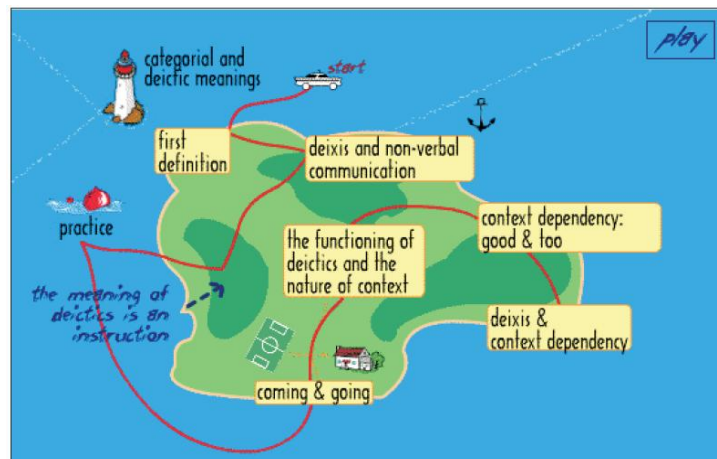 play
categorial and
deictic meanings
start
first
definition
deixis and non-verbal
communication
practice
context dependency:
good & too
the functioning of
deictics and the
nature of context
the meaning of
deictics is an
instruction
deixis &
context dependency
coming & going